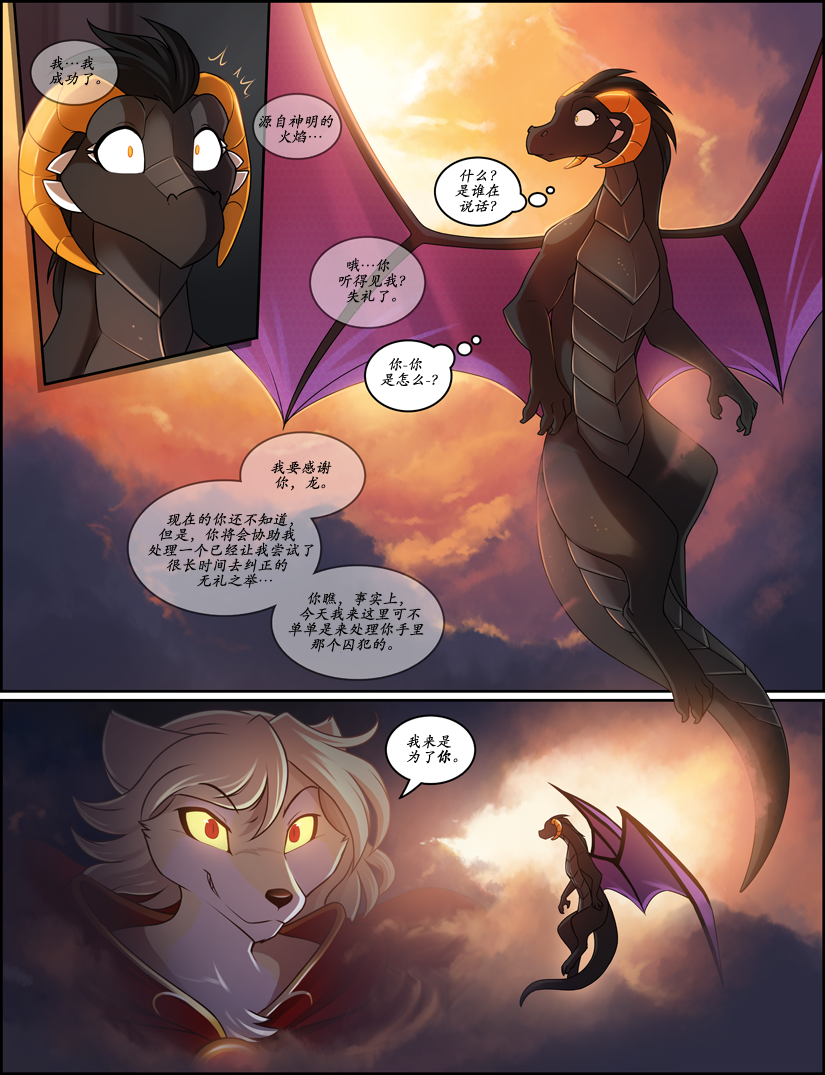 我…我
成功了。
源自神明的
火焰…
什么?
是谁在
说话?
哦…你
听得见我?
失礼了。
你-你
是怎么-?
我要感谢
你，龙。
现在的你还不知道，
但是，你将会协助我
处理一个已经让我尝试了
很长时间去纠正的
无礼之举…
你瞧，事实上，
今天我来这里可不
单单是来处理你手里
那个囚犯的。
我来是
为了你。